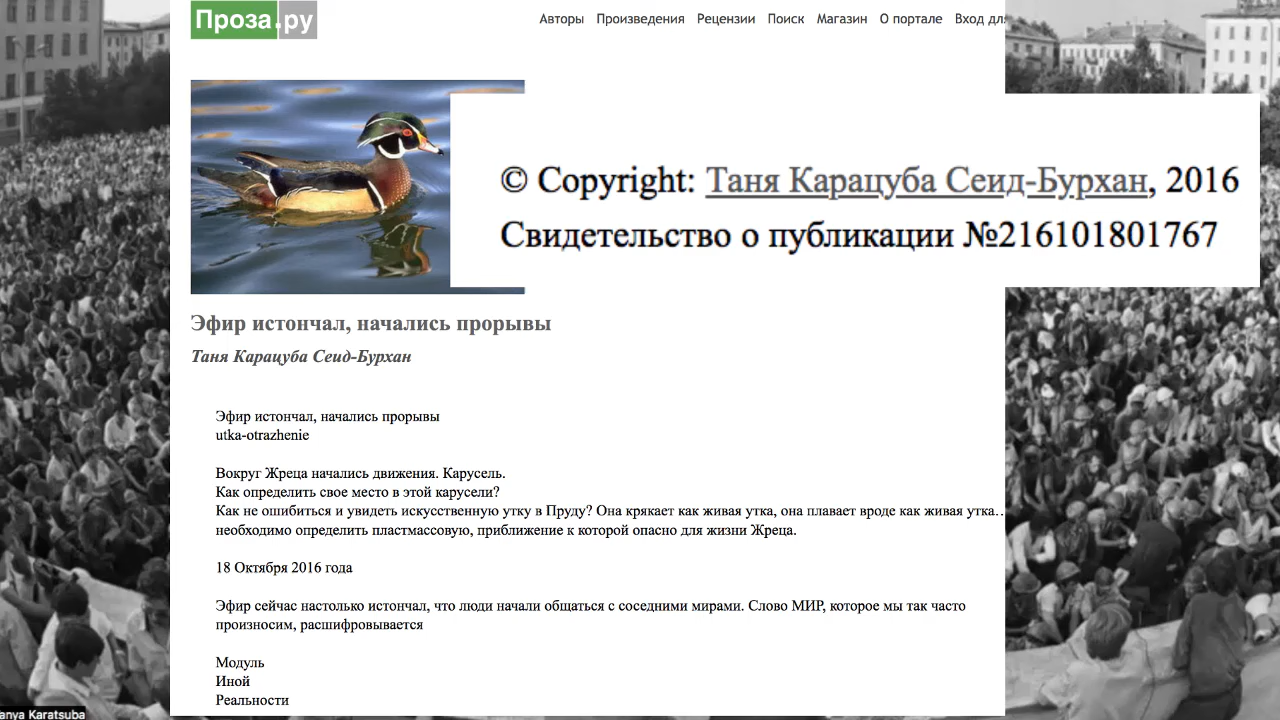 Проза.ру
Авторы Произведения Рецензии Поиск Магазин О портале Вход для
© Copyright: Таня Карацуба Сеид-Бурхан, 2016
Свидетельство о публикации №216101801767
Эфир истончал, начались прорывы
Таня Карацуба Сеид-Бурхан
Эфир истончал, начались прорывы
utka-otrazhenie
Вокруг Жреца начались движения. Карусель.
Как определить свое место в этой карусели?
Как не ошибиться и увидеть искусственную утку в Пруду? Она крякает как живая утка, она плавает вроде как живая утка…
необходимо определить пластмассовую, приближение к которой опасно для жизни Жреца.
18 Октября 2016 года
Эфир сейчас настолько истончал, что люди начали общаться с соседними мирами. Слово МИР, которое мы так часто
произносим, расшифровывается
Модуль
Иной
Реальности
anya Karatsuba